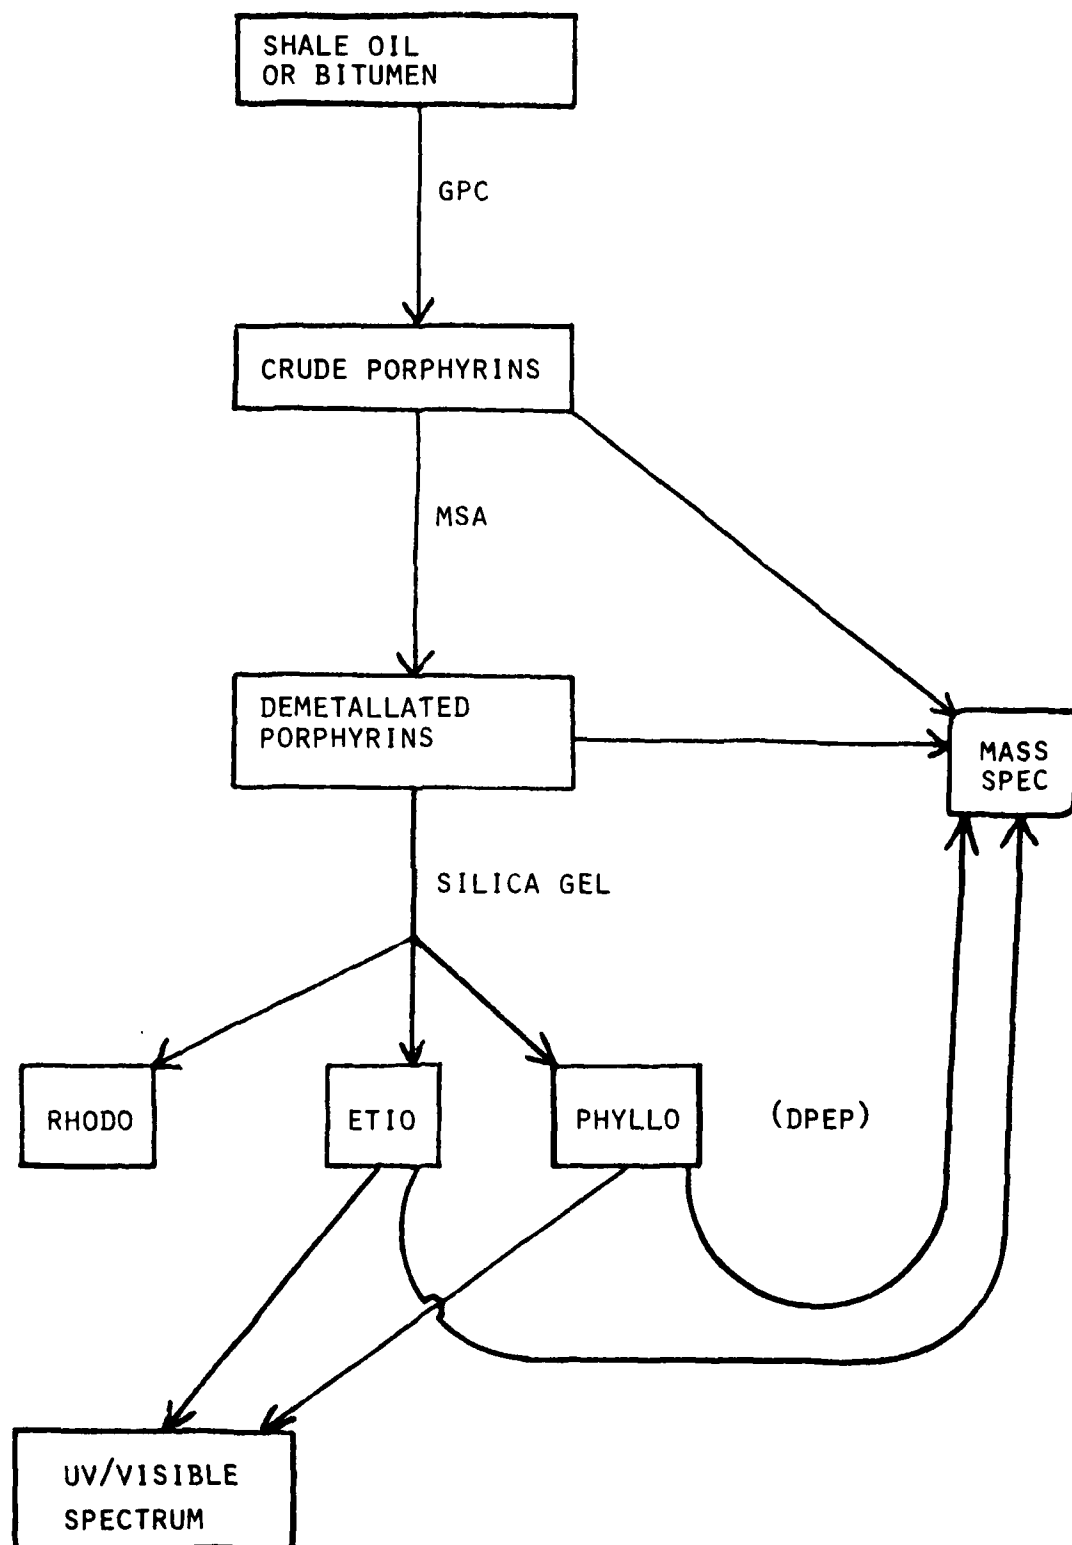 SHALE OIL
OR BITUMEN
GPC
CRUDE PORPHYRINS
MSA
DEMETALLATED
PORPHYRINS
MASS
SPEC
SILICA GEL
RHODO
ETIO
PHYLLO
(DPEP)
UV/VISIBLE
SPECTRUM